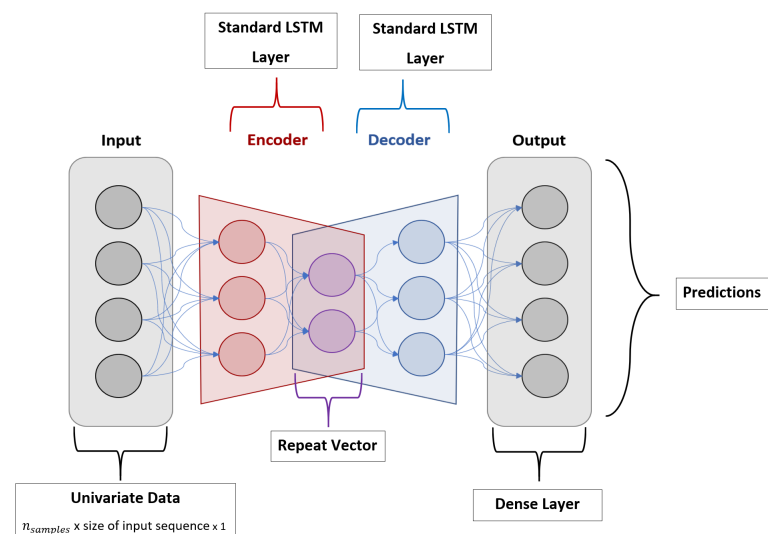 Standard LSTM
Layer
Standard LSTM
Layer
Input
Encoder
Decoder
Output
Predictions
Repeat Vector
Univariate Data
n_samples x size of input sequence x 1
Dense Layer